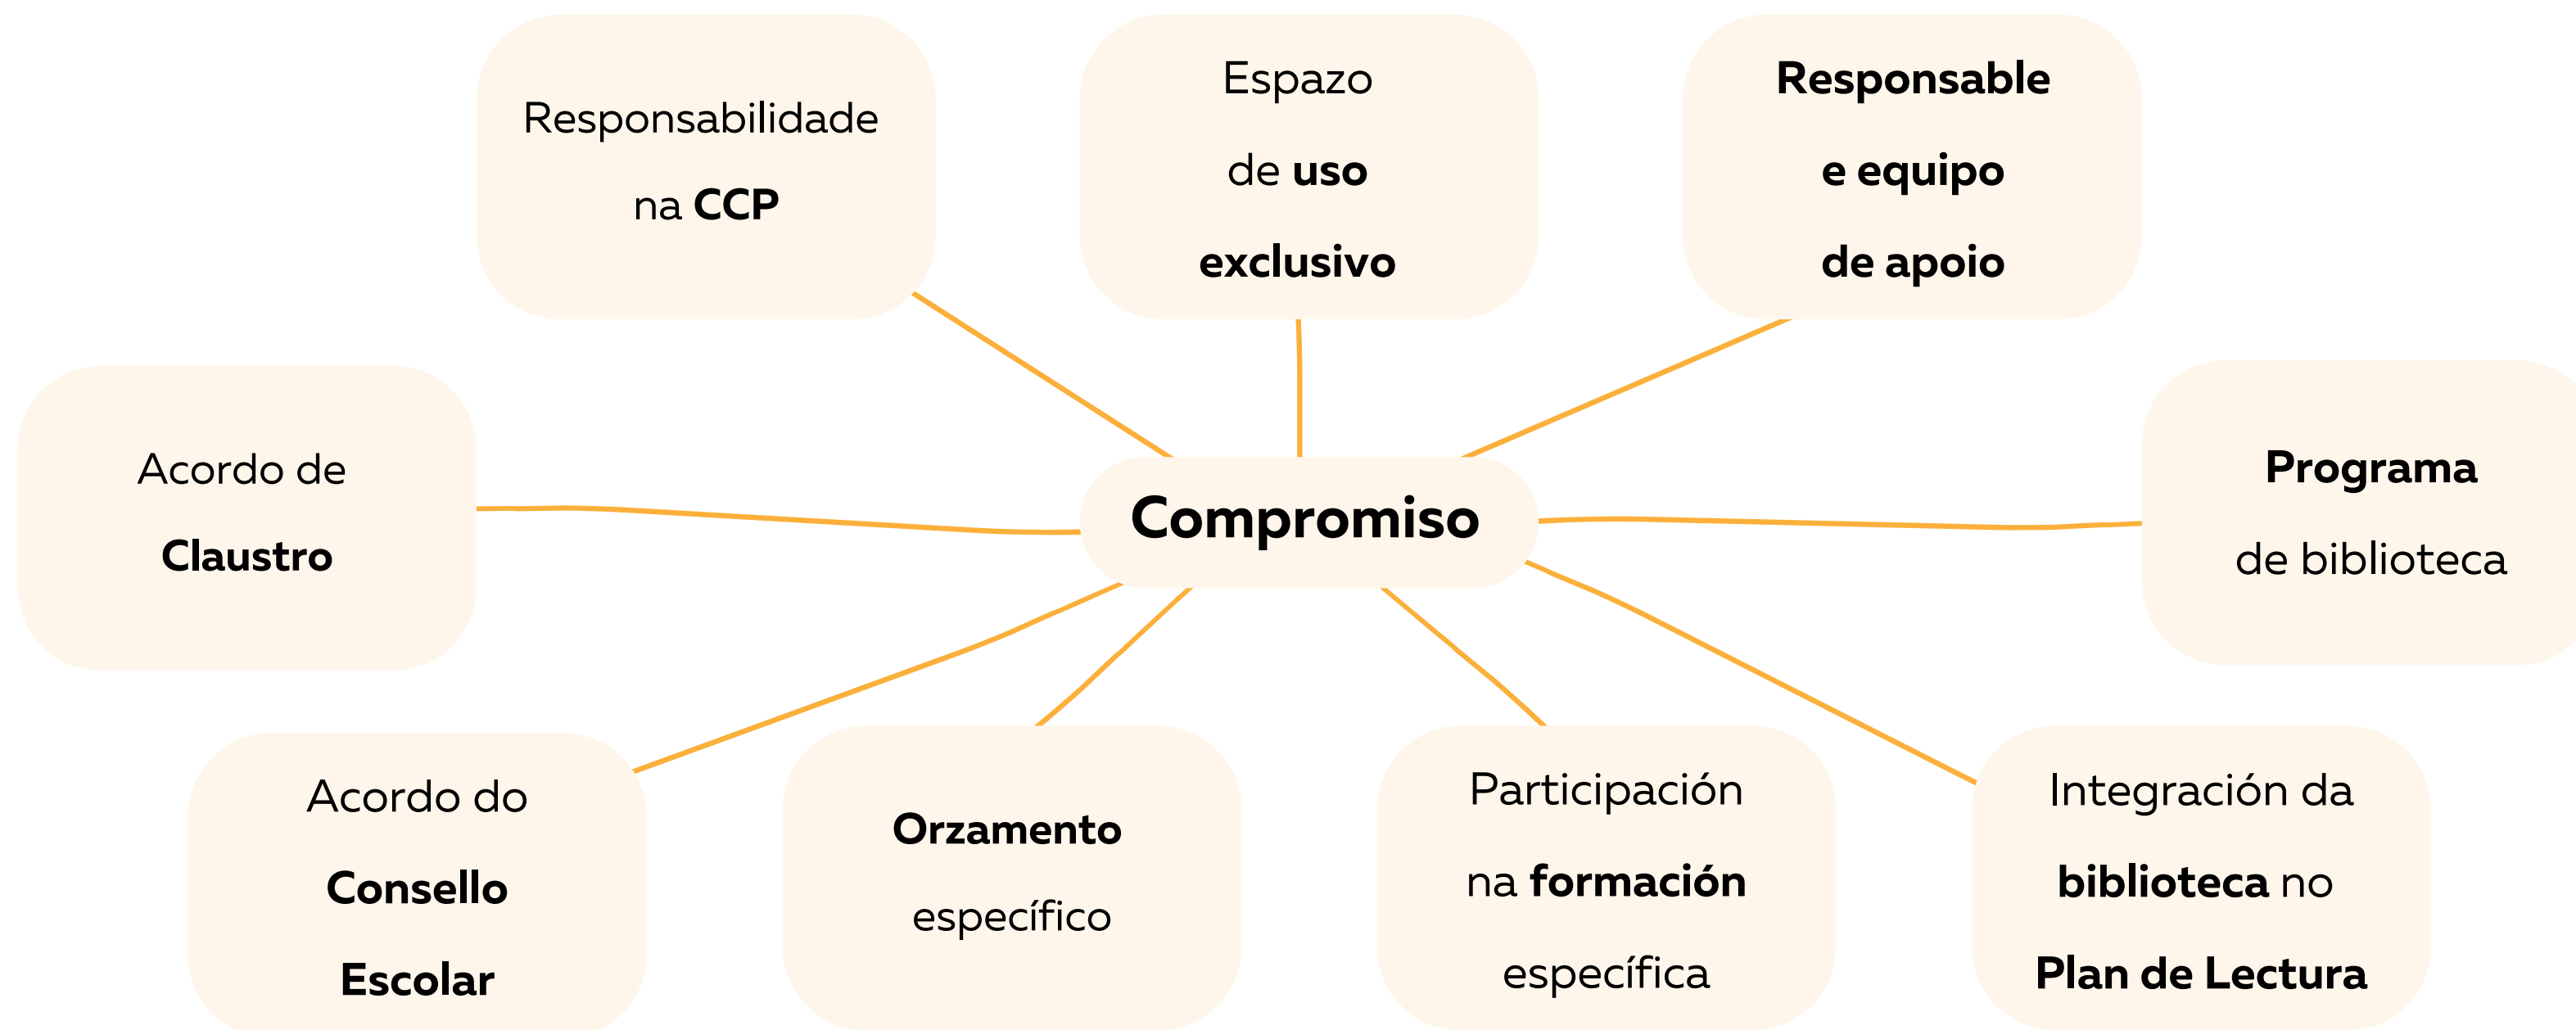 Responsabilidade
na CCP
Espazo
de uso
exclusivo
Responsable
e equipo
de apoio
Acordo de
Claustro
Compromiso
Programa
de biblioteca
Acordo do
Consello
Escolar
Orzamento
específico
Participación
na formación
específica
Integración da
biblioteca no
Plan de Lectura